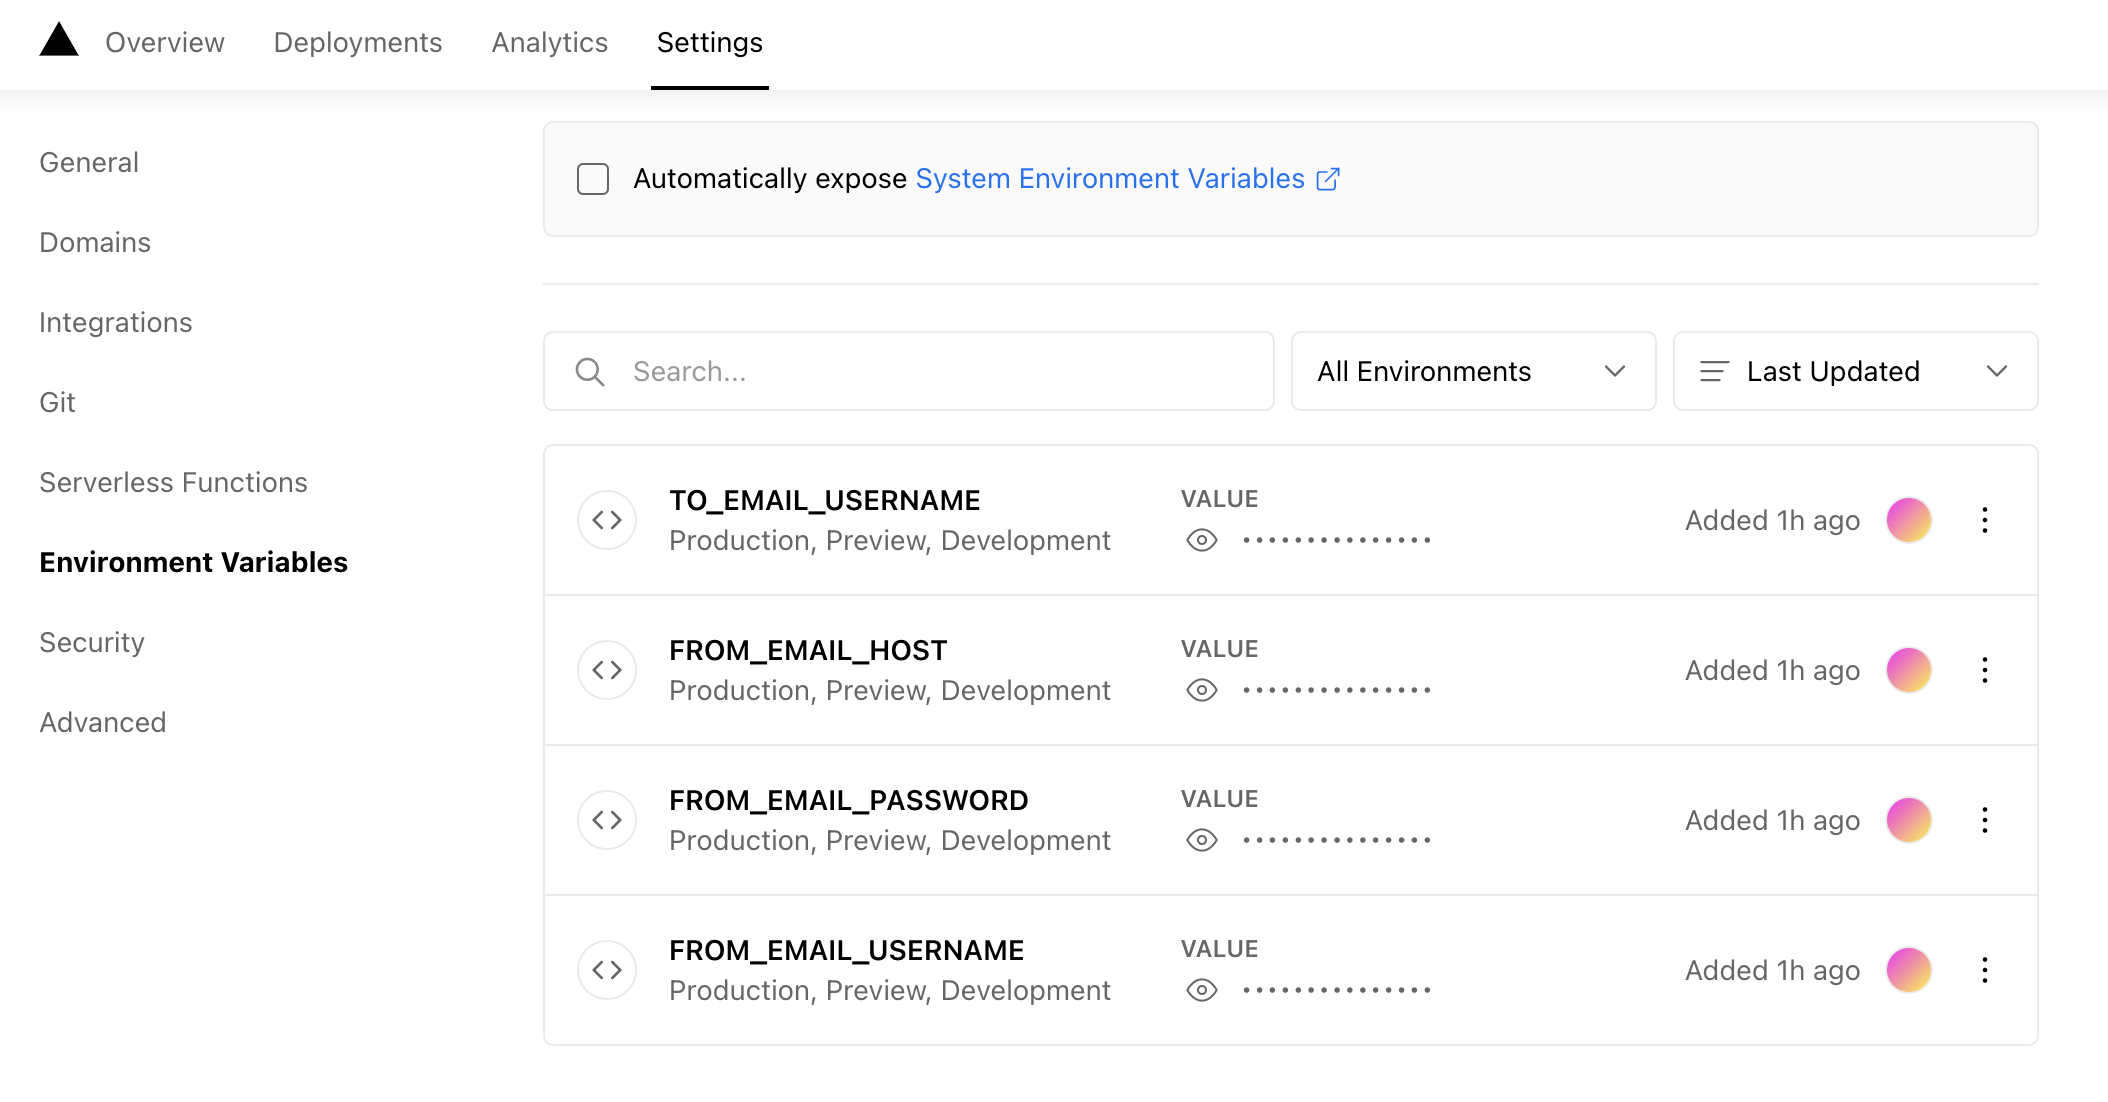 Overview Deployments Analytics Settings
General
Domains
Integrations
Git
Serverless Functions
Environment Variables
Security
Advanced
Automatically expose System Environment Variables
Search...
All Environments
Last Updated
TO_EMAIL_USERNAME
Production, Preview, Development
VALUE
•••••••••••••••
Added 1h ago
FROM_EMAIL_HOST
Production, Preview, Development
VALUE
•••••••••••••••
Added 1h ago
FROM_EMAIL_PASSWORD
Production, Preview, Development
VALUE
•••••••••••••••
Added 1h ago
FROM_EMAIL_USERNAME
Production, Preview, Development
VALUE
•••••••••••••••
Added 1h ago